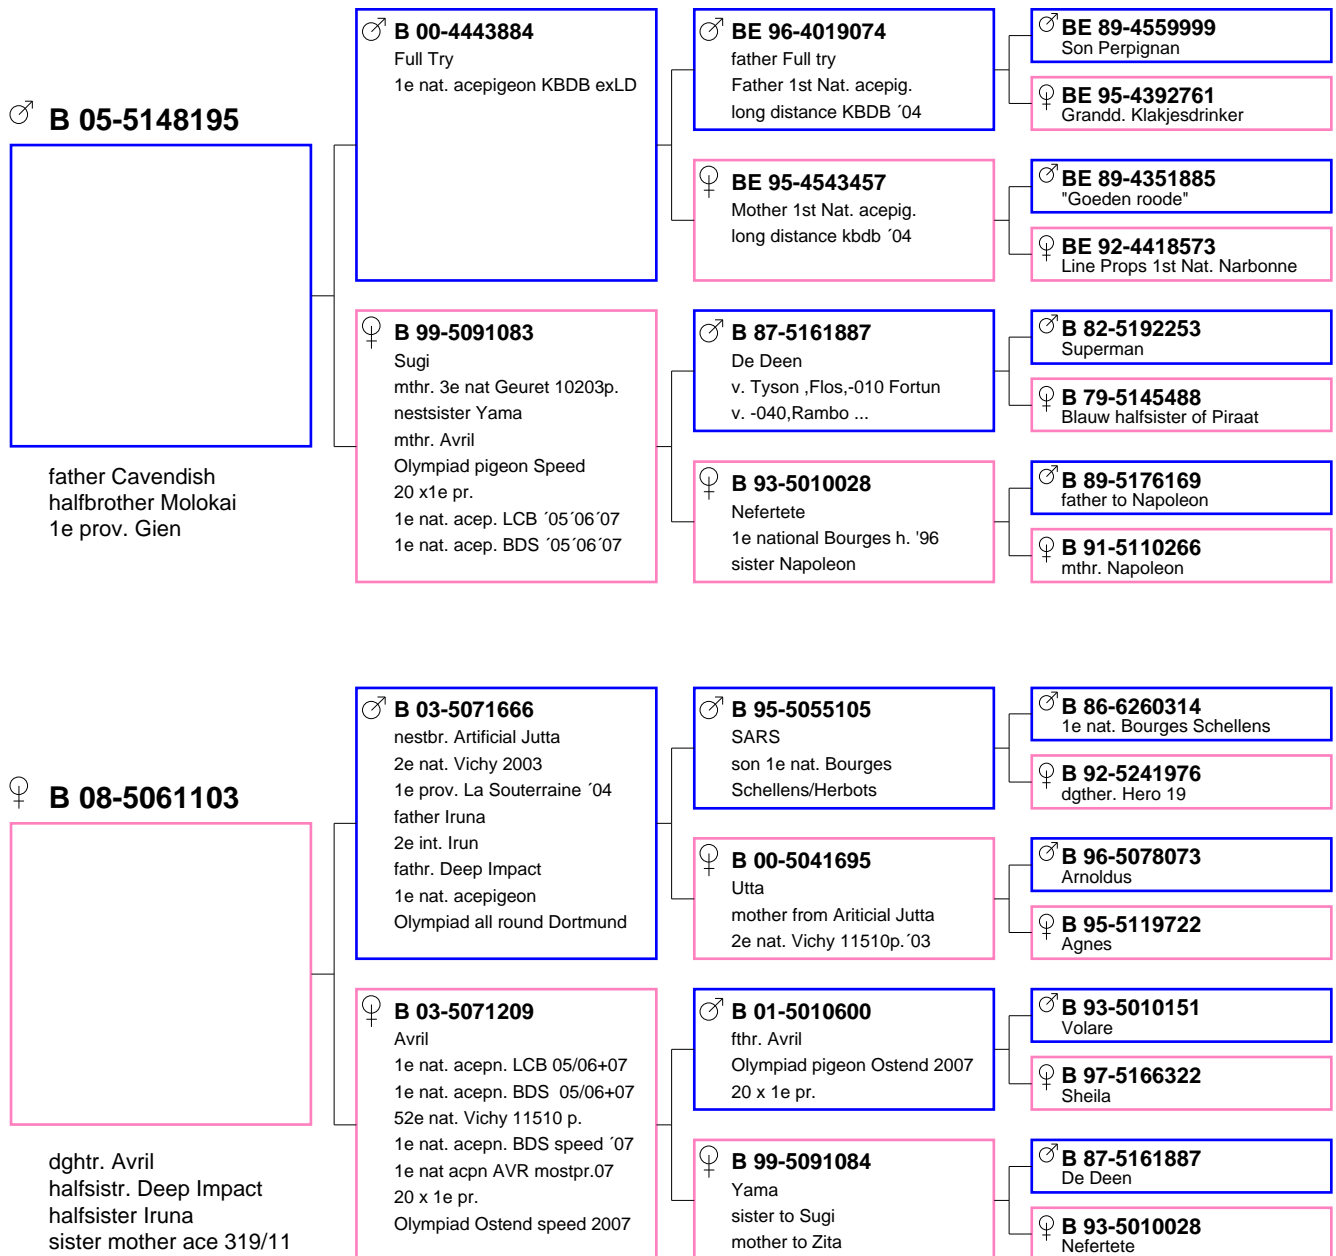 B 05-5148195
father Cavendish
halfbrother Molokai
1e prov. Gien
B 00-4443884
Full Try
1e nat. acepigeon KBDB exLD
B 99-5091083
Sugi
mthr. 3e nat Geuret 10203p.
nestsister Yama
mthr. Avril
Olympiad pigeon Speed
20 x1e pr.
1e nat. acep. LCB ´05´06´07
1e nat. acep. BDS ´05´06´07
BE 96-4019074
father Full try
Father 1st Nat. acepig.
long distance KBDB ´04
BE 95-4543457
Mother 1st Nat. acepig.
long distance kbdb ´04
B 87-5161887
De Deen
v. Tyson ,Flos,-010 Fortun
v. -040,Rambo ...
B 93-5010028
Nefertete
1e national Bourges h. '96
sister Napoleon
BE 89-4559999
Son Perpignan
BE 95-4392761
Grandd. Klakjesdrinker
BE 89-4351885
"Goeden roode"
BE 92-4418573
Line Props 1st Nat. Narbonne
B 82-5192253
Superman
B 79-5145488
Blauw halfsister of Piraat
B 89-5176169
father to Napoleon
B 91-5110266
mthr. Napoleon
B 08-5061103
dghtr. Avril
halfsistr. Deep Impact
halfsister Iruna
sister mother ace 319/11
B 03-5071666
nestbr. Artificial Jutta
2e nat. Vichy 2003
1e prov. La Souterraine ´04
father Iruna
2e int. Irun
fathr. Deep Impact
1e nat. acepigeon
Olympiad all round Dortmund
B 03-5071209
Avril
1e nat. acepn. LCB 05/06+07
1e nat. acepn. BDS  05/06+07
52e nat. Vichy 11510 p.
1e nat. acepn. BDS speed ´07
1e nat acpn AVR mostpr.07
20 x 1e pr.
Olympiad Ostend speed 2007
B 95-5055105
SARS
son 1e nat. Bourges
Schellens/Herbots
B 00-5041695
Utta
mother from Ariticial Jutta
2e nat. Vichy 11510p.´03
B 01-5010600
fthr. Avril
Olympiad pigeon Ostend 2007
20 x 1e pr.
B 99-5091084
Yama
sister to Sugi
mother to Zita
B 86-6260314
1e nat. Bourges Schellens
B 92-5241976
dgther. Hero 19
B 96-5078073
Arnoldus
B 95-5119722
Agnes
B 93-5010151
Volare
B 97-5166322
Sheila
B 87-5161887
De Deen
B 93-5010028
Nefertete